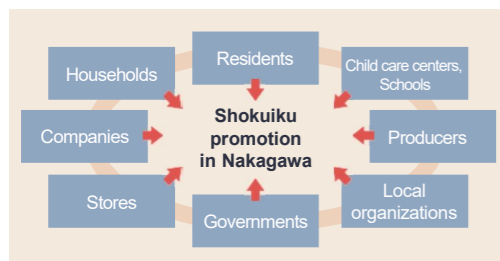 Residents
Households
Child care centers,
Schools
Companies
Shokuiku
promotion
in Nakagawa
Producers
Stores
Local
organizations
Governments